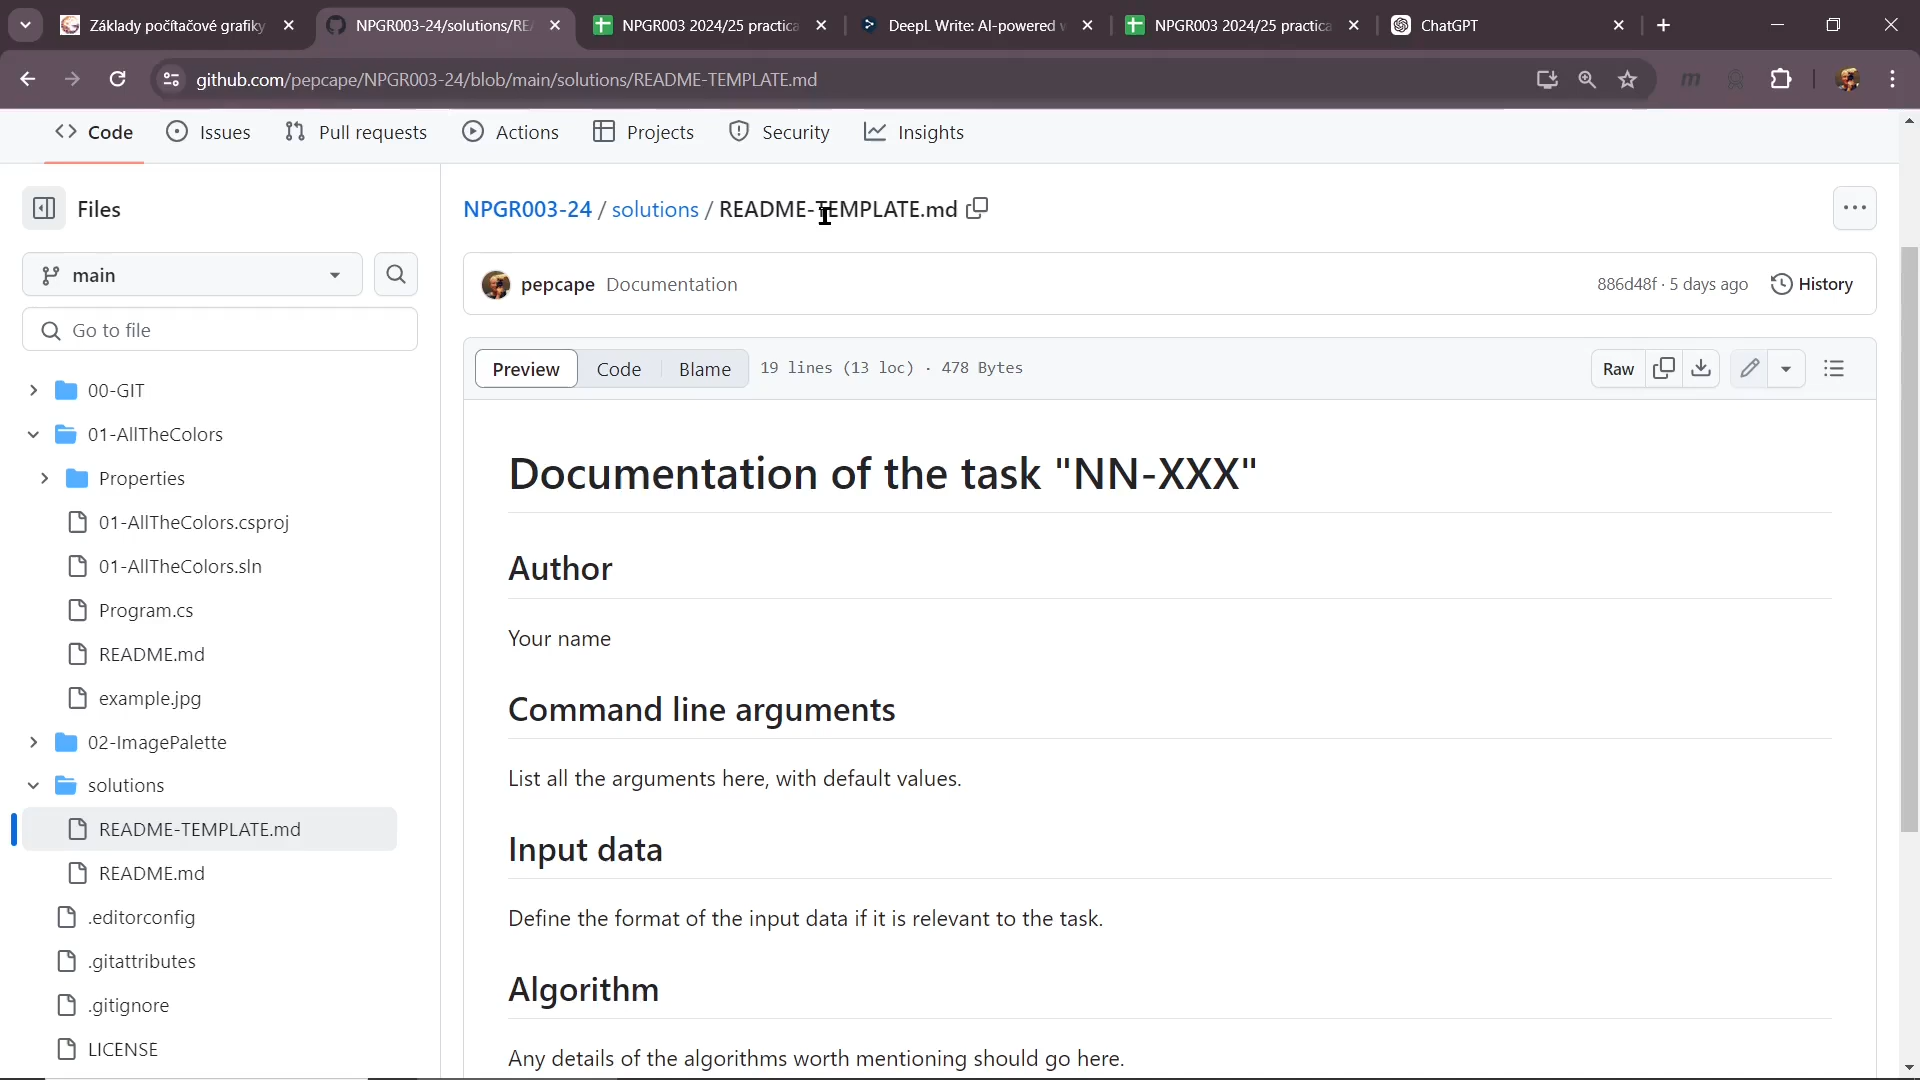 Základy počítačové grafiky
NPGR003-24/solutions/RE
NPGR003 2024/25 practica
DeepL Write: AI-powered
NPGR003 2024/25 practica
ChatGPT
github.com/pepcape/NPGR003-24/blob/main/solutions/README-TEMPLATE.md
Code
Issues
Pull requests
Actions
Projects
Security
Insights
Files
main
Go to file
00-GIT
01-AllTheColors
Properties
01-AllTheColors.csproj
01-AllTheColors.sln
Program.cs
README.md
example.jpg
02-ImagePalette
solutions
README-TEMPLATE.md
README.md
.editorconfig
.gitattributes
.gitignore
LICENSE
NPGR003-24 / solutions / README-TEMPLATE.md
pepcape Documentation
886d48f · 5 days ago
History
Preview
Code
Blame
19 lines (13 loc) · 478 Bytes
Raw
Documentation of the task "NN-XXX"
Author
Your name
Command line arguments
List all the arguments here, with default values.
Input data
Define the format of the input data if it is relevant to the task.
Algorithm
Any details of the algorithms worth mentioning should go here.